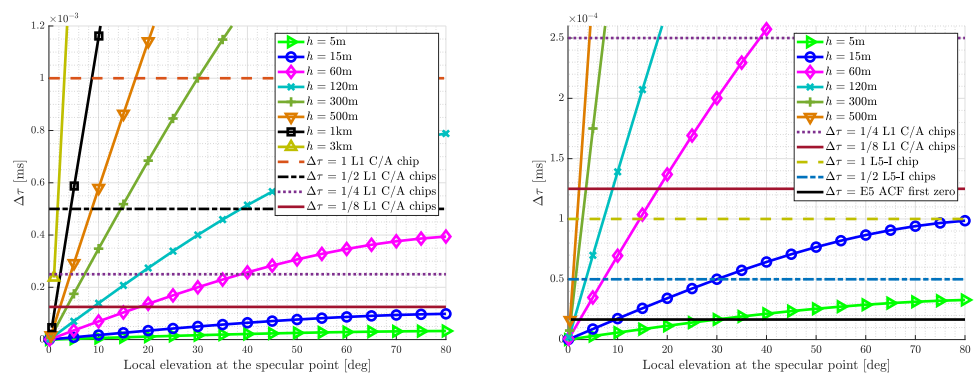 ×10⁻³
1.2
1
0.8
0.6
0.4
0.2
0
Δτ [ms]
0 10 20 30 40 50 60 70 80
Local elevation at the specular point [deg]
h = 5m
h = 15m
h = 60m
h = 120m
h = 300m
h = 500m
h = 1km
h = 3km
Δτ = 1 L1 C/A chip
Δτ = 1/2 L1 C/A chips
Δτ = 1/4 L1 C/A chips
Δτ = 1/8 L1 C/A chips
×10⁻⁴
2.5
2
1.5
1
0.5
0
Δτ [ms]
0 10 20 30 40 50 60 70 80
Local elevation at the specular point [deg]
h = 5m
h = 15m
h = 60m
h = 120m
h = 300m
h = 500m
Δτ = 1/4 L1 C/A chips
Δτ = 1/8 L1 C/A chips
Δτ = 1 L5-I chip
Δτ = 1/2 L5-I chips
Δτ = E5 ACF first zero